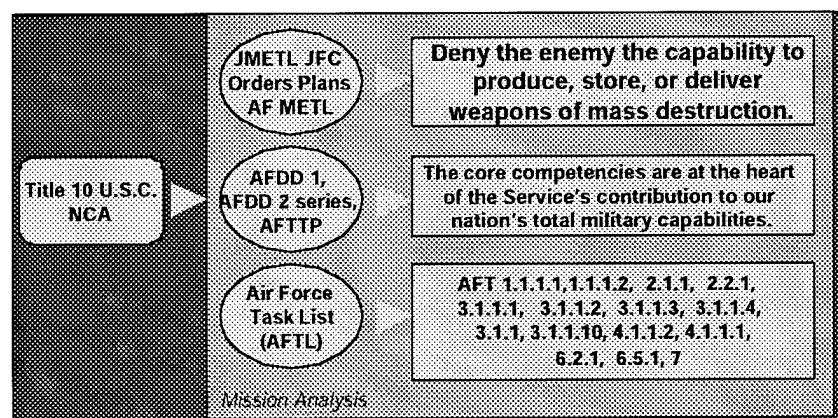 Title 10 U.S.C.
NCA
JMETL JFC
Orders Plans
AF METL
Deny the enemy the capability to
produce, store, or deliver
weapons of mass destruction.
AFDD 1,
AFDD 2 series,
AFTTP
The core competencies are at the heart
of the Service's contribution to our
nation's total military capabilities.
Air Force
Task List
(AFTL)
AFT 1.1.1.1,1.1.1.2, 2.1.1, 2.2.1,
3.1.1.1, 3.1.1.2, 3.1.1.3, 3.1.1.4
3.1.1, 3.1.1.10, 4.1.1.2, 4.1.1.1,
6.2.1, 6.5.1, 7
Mission Analysis